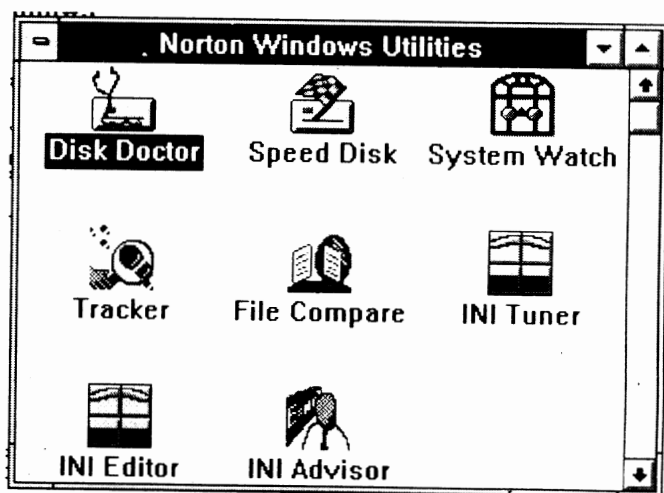 Norton Windows Utilities
Disk Doctor Speed Disk System Watch
Tracker File Compare INI Tuner
INI Editor INI Advisor